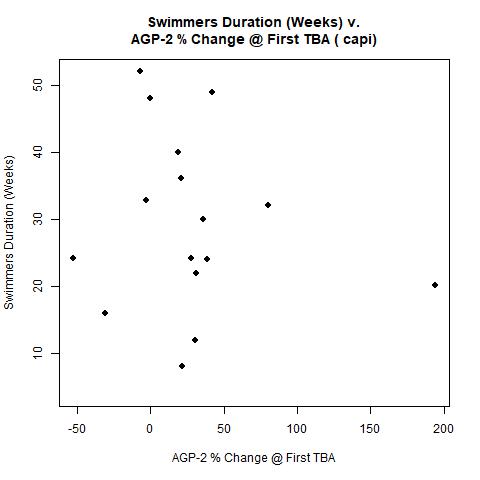 Swimmers Duration (Weeks) v.
AGP-2 % Change @ First TBA ( capi)
Swimmers Duration (Weeks)
50
40
30
20
10
-50 0 50 100 150 200
AGP-2 % Change @ First TBA